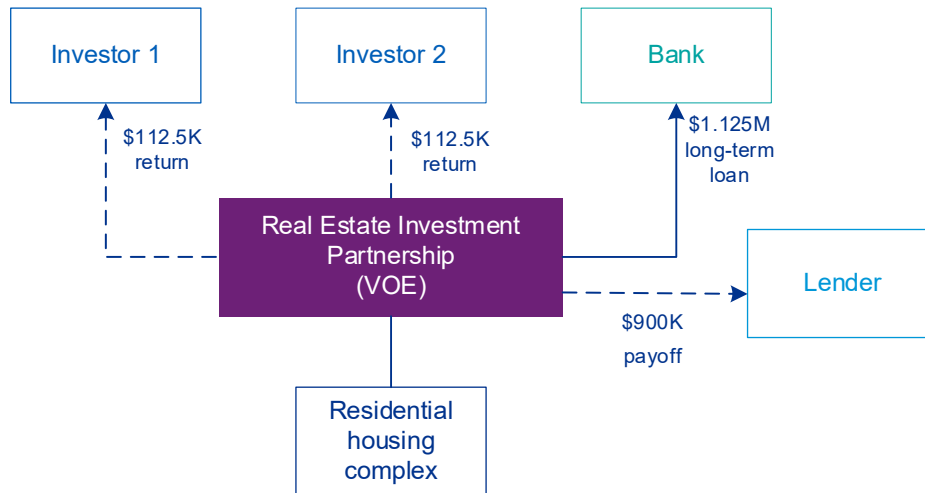 Investor 1
Investor 2
Bank
$112.5K
return
$112.5K
return
$1.125M
long-term
loan
Real Estate Investment
Partnership
(VOE)
Lender
$900K
payoff
Residential
housing
complex